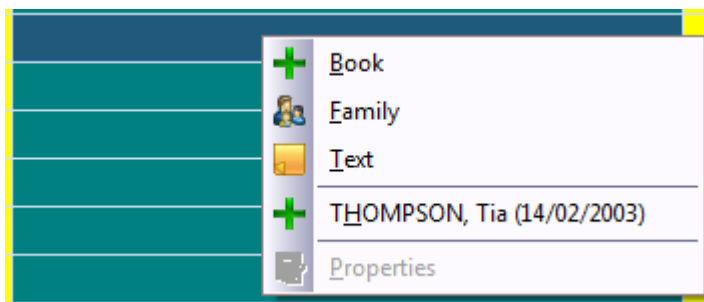 Book
Family
Text
THOMPSON, Tia (14/02/2003)
Properties